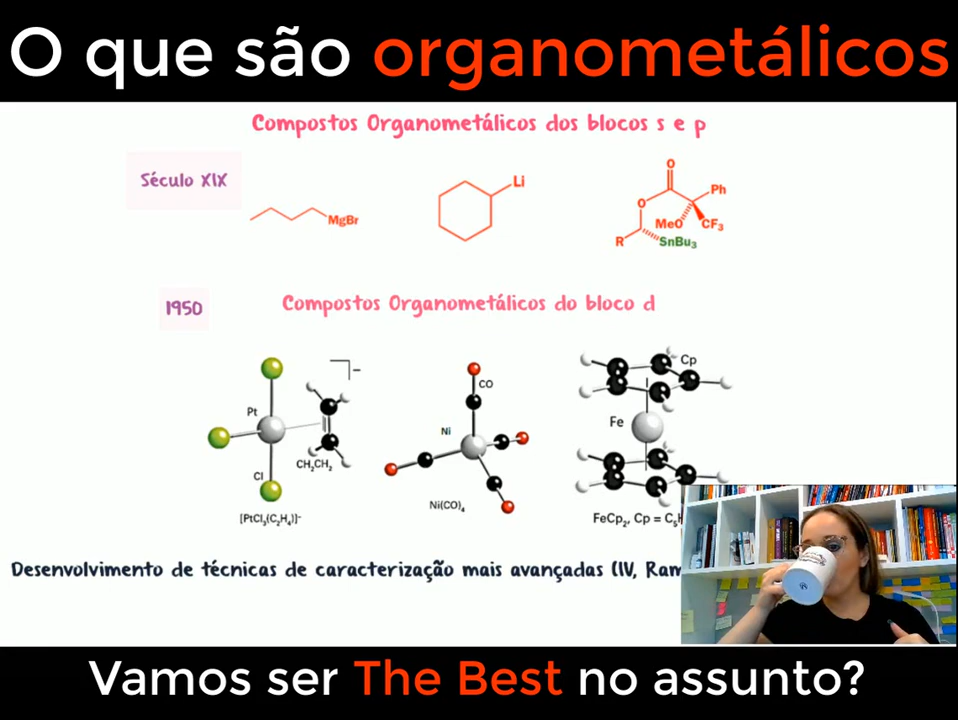 O que são organometálicos
Compostos Organometálicos dos blocos s e p
Século XIX
MgBr
Li
O
O
Ph
MeO
CF₃
R
SnBu₃
1950
Compostos Organometálicos do bloco d
Pt
Cl
CH₂CH₂
[PtCl₃(C₂H₄)]⁻
CO
Ni
Ni(CO)₄
Cp
Fe
FeCp₂, Cp = C₅H
Desenvolvimento de técnicas de caracterização mais avançadas (IV, Ram
Vamos ser The Best no assunto?